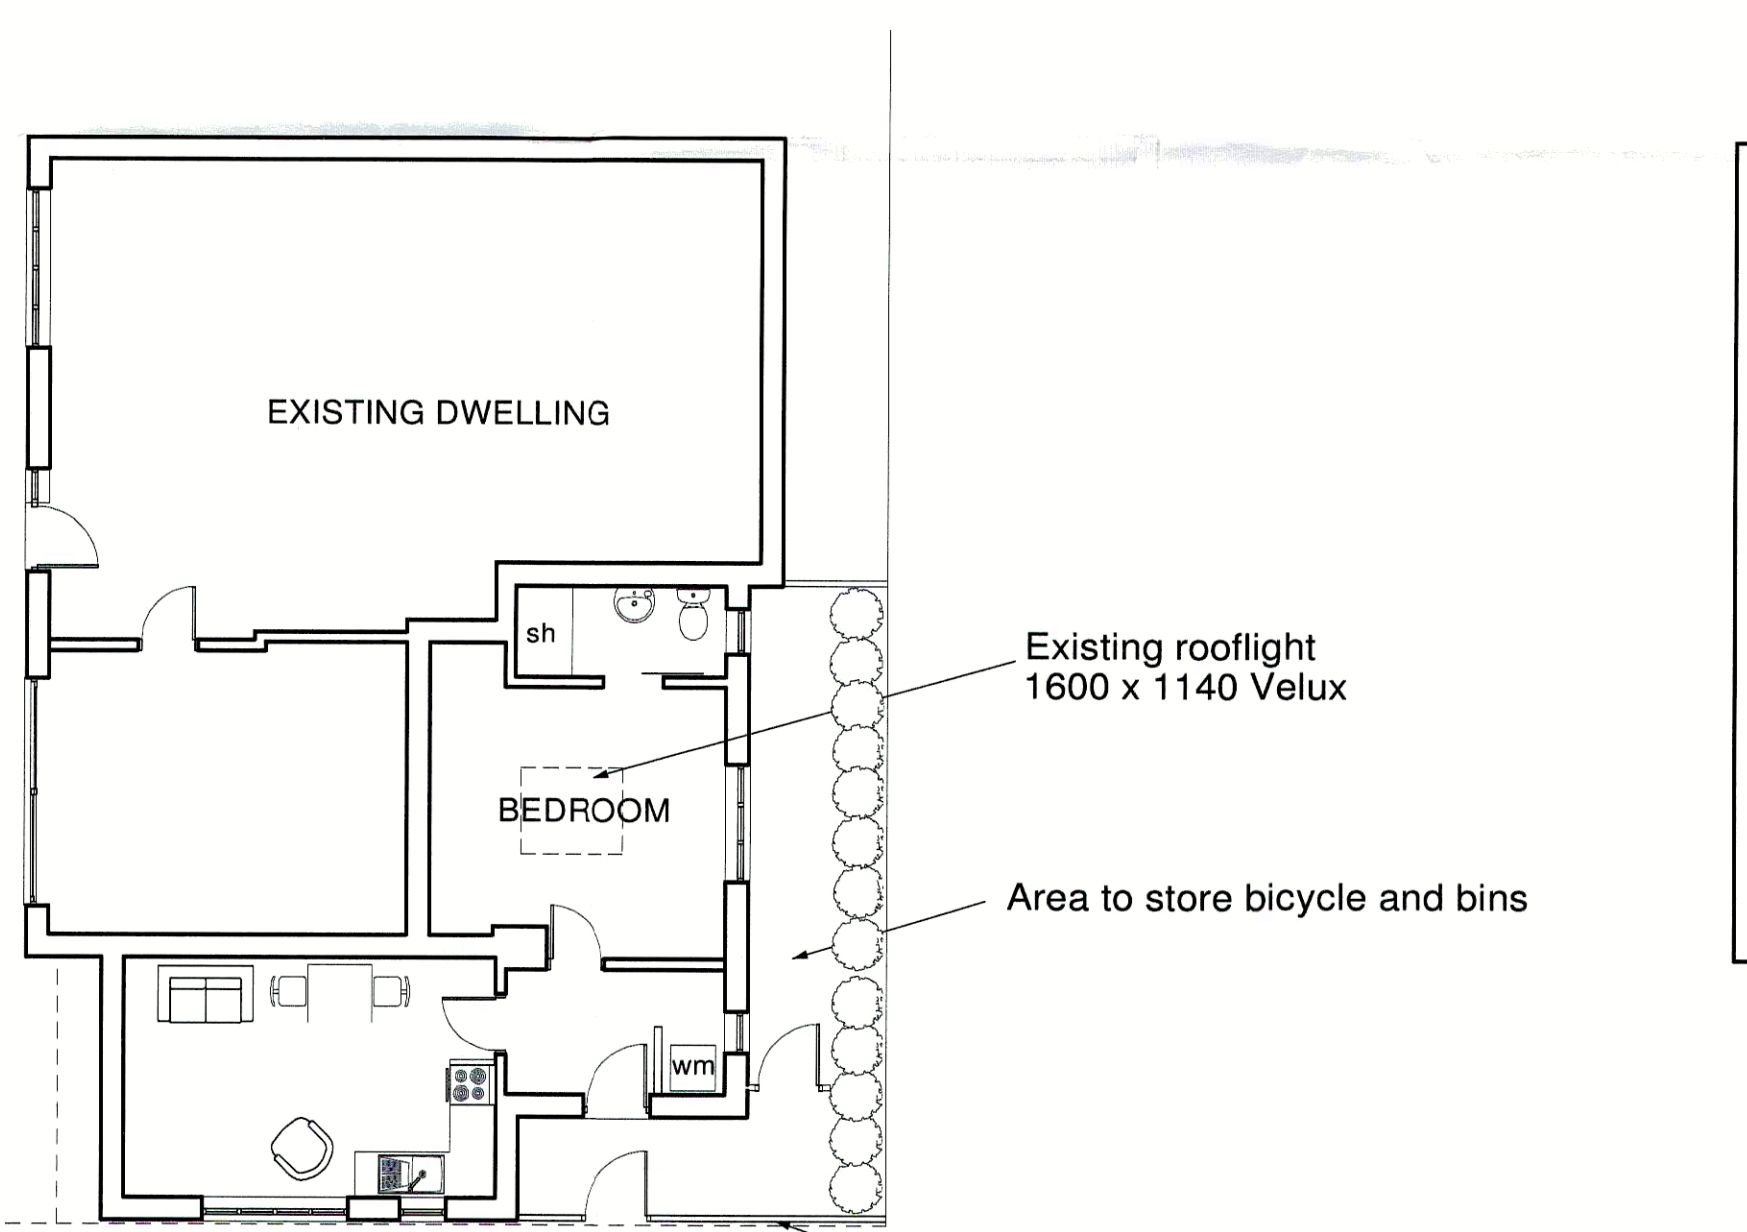 EXISTING DWELLING
sh
Existing rooflight
1600 x 1140 Velux
BEDROOM
Area to store bicycle and bins
wm